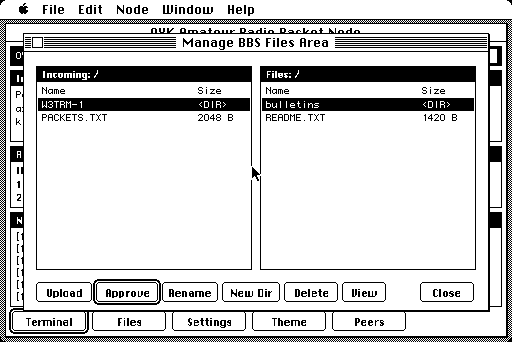 File Edit Node Window Help
Manage BBS Files Area
Incoming: /
Name Size
W3TRM-1 <DIR>
PACKETS.TXT 2048 B
Files: /
Name Size
bulletins <DIR>
README.TXT 1420 B
Upload Approve Rename New Dir Delete View Close
Terminal Files Settings Theme Peers